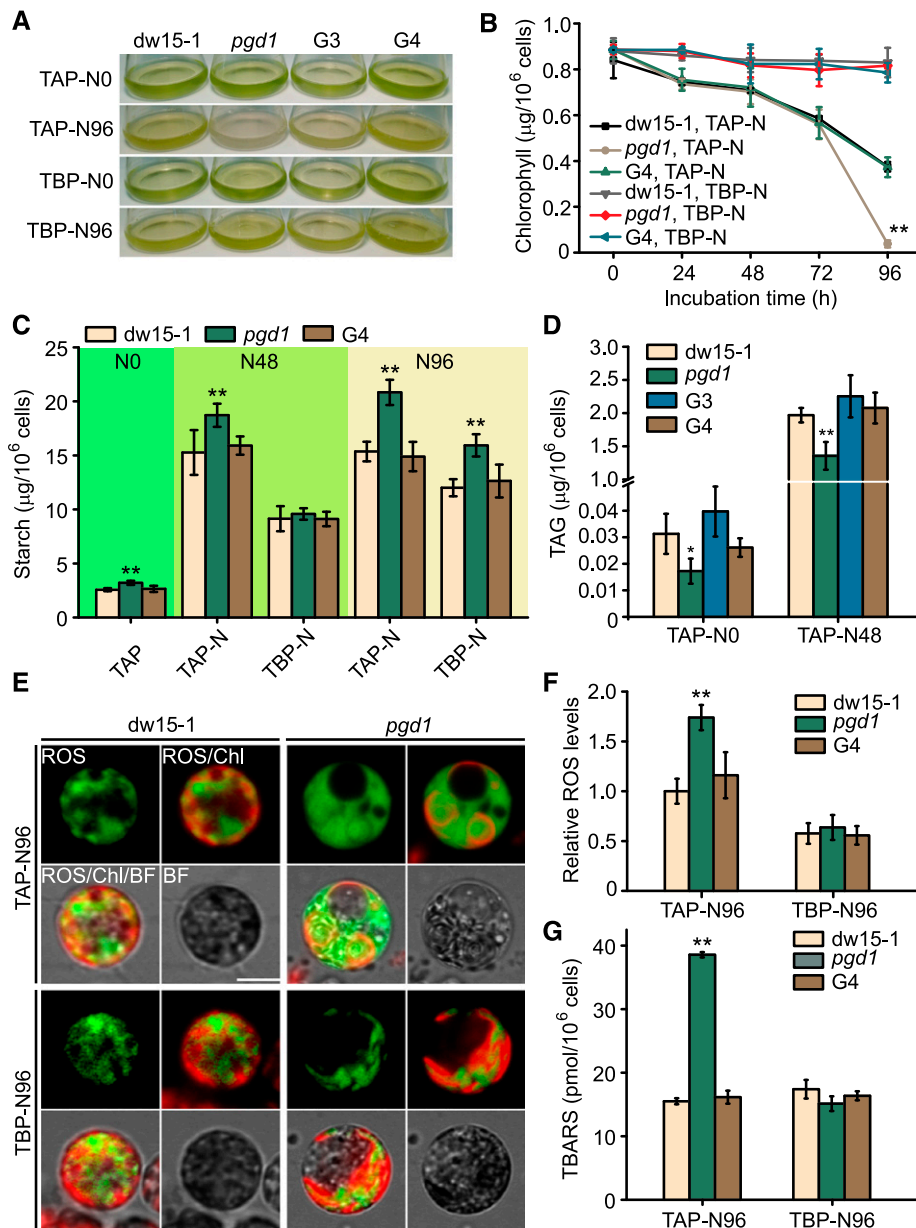 A
dw15-1 pgd1 G3 G4
TAP-N0
TAP-N96
TBP-N0
TBP-N96
B
Chlorophyll (μg/10⁶ cells)
1.0
0.8
0.6
0.4
0.2
0
dw15-1, TAP-N
pgd1, TAP-N
G4, TAP-N
dw15-1, TBP-N
pgd1, TBP-N
G4, TBP-N
**
0 24 48 72 96
Incubation time (h)
C
dw15-1 pgd1 G4
Starch (μg/10⁶ cells)
25
20
15
10
5
0
N0 N48 N96
** ** ** **
TAP TAP-N TBP-N TAP-N TBP-N
D
TAG (μg/10⁶ cells)
3.0
2.5
2.0
1.5
1.0
0.04
0.03
0.02
0.01
0
dw15-1
pgd1
G3
G4
* **
TAP-N0 TAP-N48
E
dw15-1 pgd1
TAP-N96
ROS ROS/Chl
ROS/Chl/BF BF
TBP-N96
F
Relative ROS levels
2.0
1.5
1.0
0.5
0
**
dw15-1
pgd1
G4
TAP-N96 TBP-N96
G
TBARS (pmol/10⁶ cells)
40
30
20
10
0
**
dw15-1
pgd1
G4
TAP-N96 TBP-N96